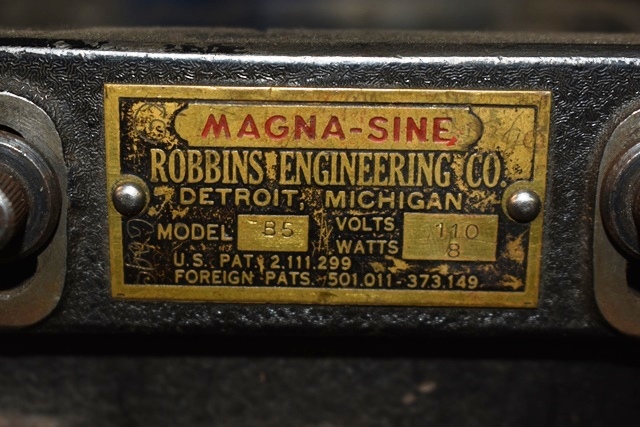 MAGNA-SINE
ROBBINS ENGINEERING CO.
DETROIT, MICHIGAN
MODEL B5 VOLTS 110
WATTS 8
U.S. PAT. 2.111.299
FOREIGN PATS. 501.011-373.149